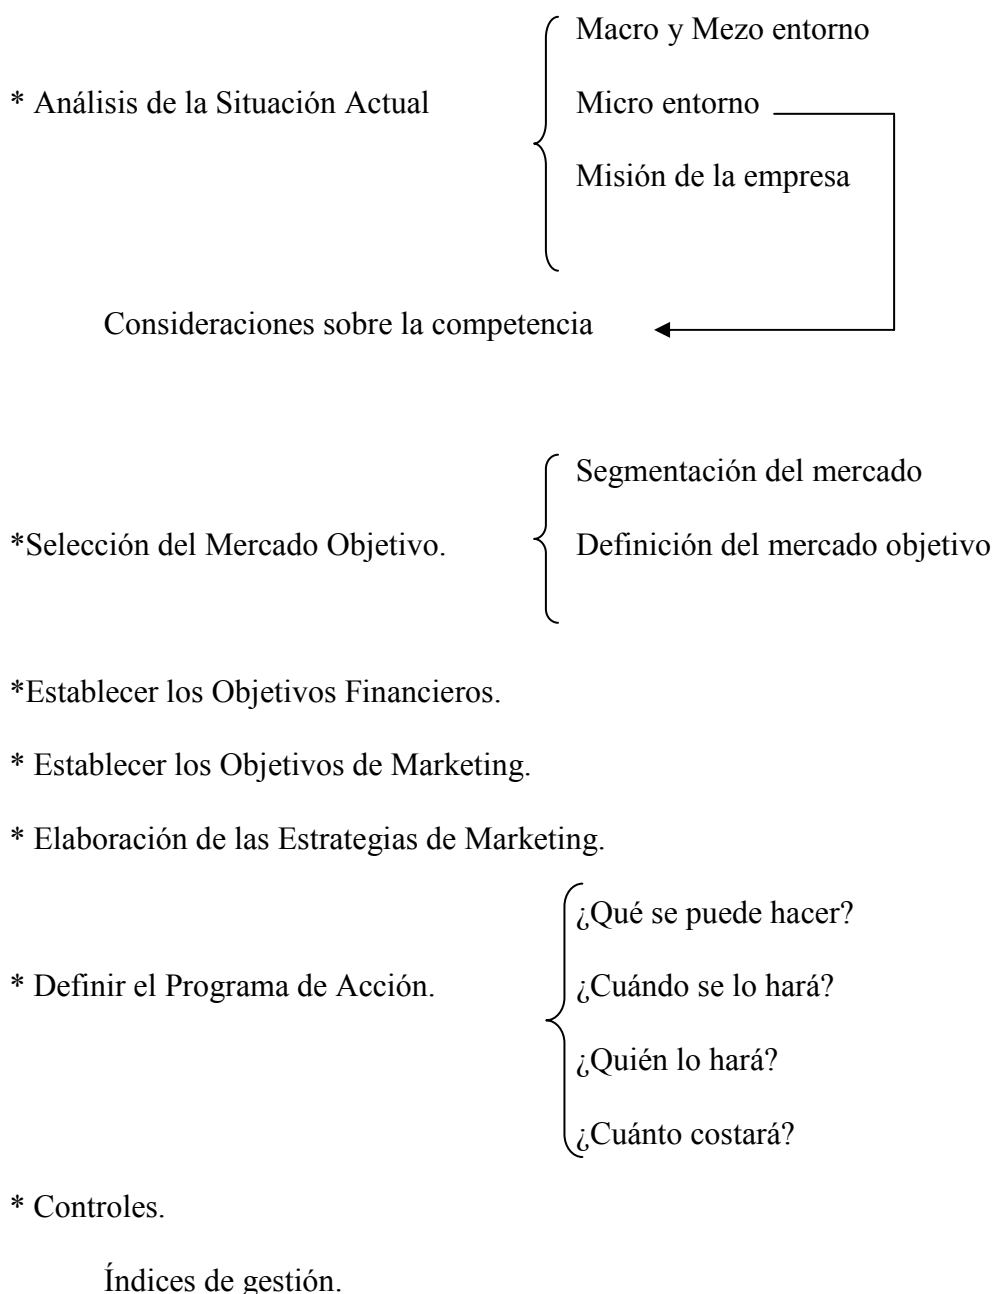 Macro y Mezo entorno
* Análisis de la Situación Actual
Micro entorno
Misión de la empresa
Consideraciones sobre la competencia
Segmentación del mercado
*Selección del Mercado Objetivo.
Definición del mercado objetivo
*Establecer los Objetivos Financieros.
* Establecer los Objetivos de Marketing.
* Elaboración de las Estrategias de Marketing.
¿Qué se puede hacer?
* Definir el Programa de Acción.
¿Cuándo se lo hará?
¿Quién lo hará?
¿Cuánto costará?
* Controles.
Índices de gestión.